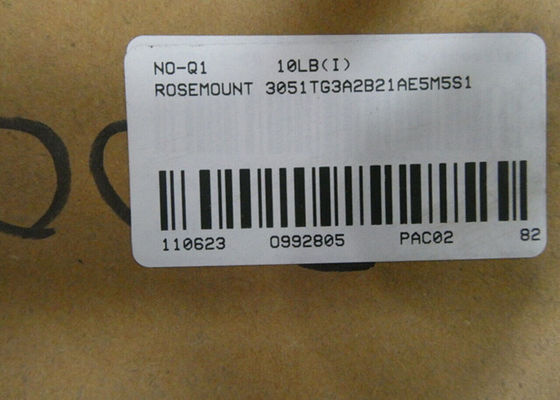 NO-Q1 10LB(I)
ROSEMOUNT 3051TG3A2B21AE5M5S1
110623 0992805 PAC02 82